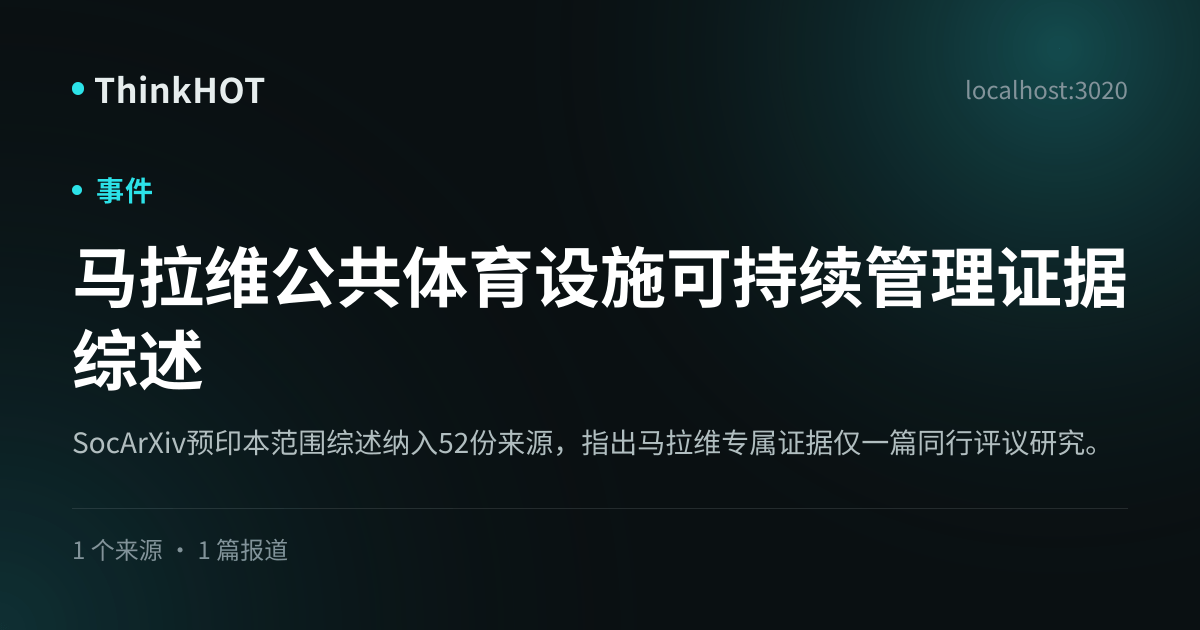 ThinkHOT
localhost:3020
事件
马拉维公共体育设施可持续管理证据
综述
SocArXiv预印本范围综述纳入52份来源，指出马拉维专属证据仅一篇同行评议研究。
1 个来源 · 1 篇报道